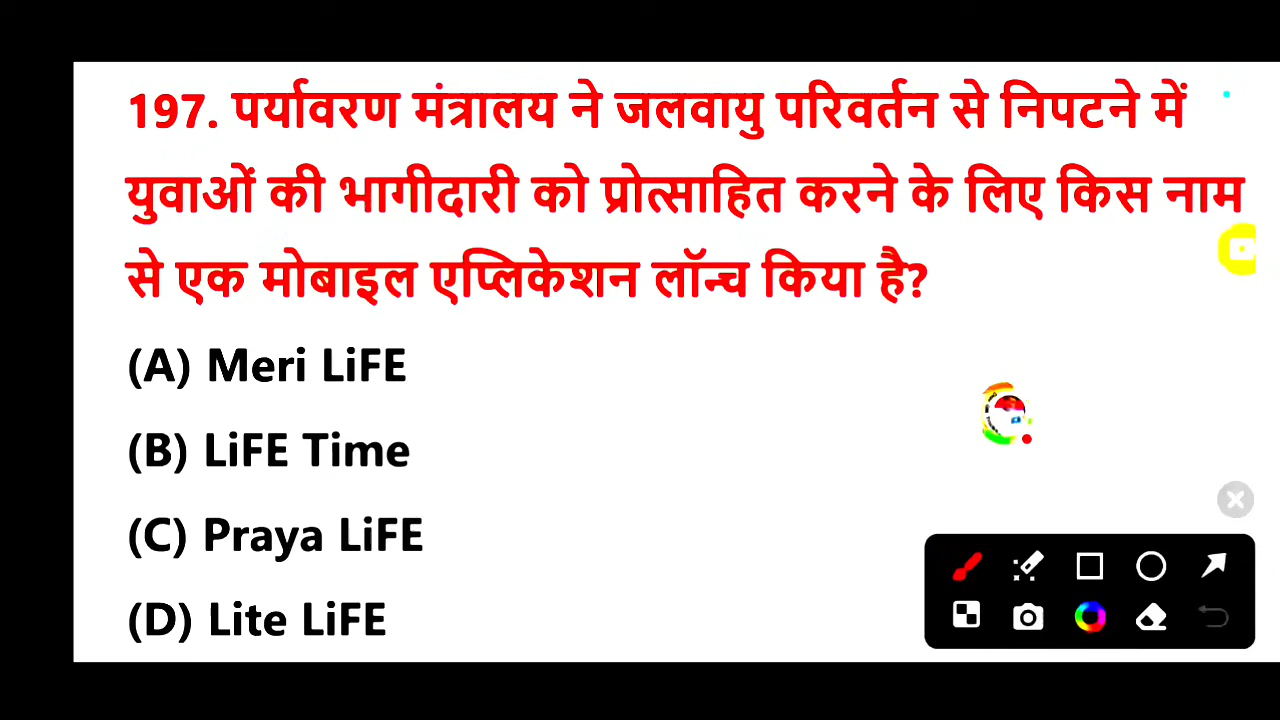 197. पर्यावरण मंत्रालय ने जलवायु परिवर्तन से निपटने में
युवाओं की भागीदारी को प्रोत्साहित करने के लिए किस नाम
से एक मोबाइल एप्लिकेशन लॉन्च किया है?
(A) Meri LiFE
(B) LiFE Time
(C) Praya LiFE
(D) Lite LiFE